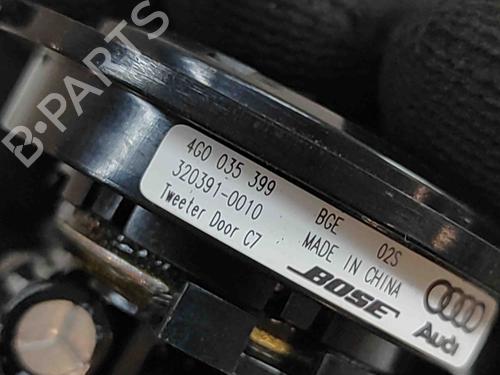 B-PARTS
4G0 035 399
BGE 02S
320391-0010
MADE IN CHINA
Tweeter Door C7
BOSE
Audi